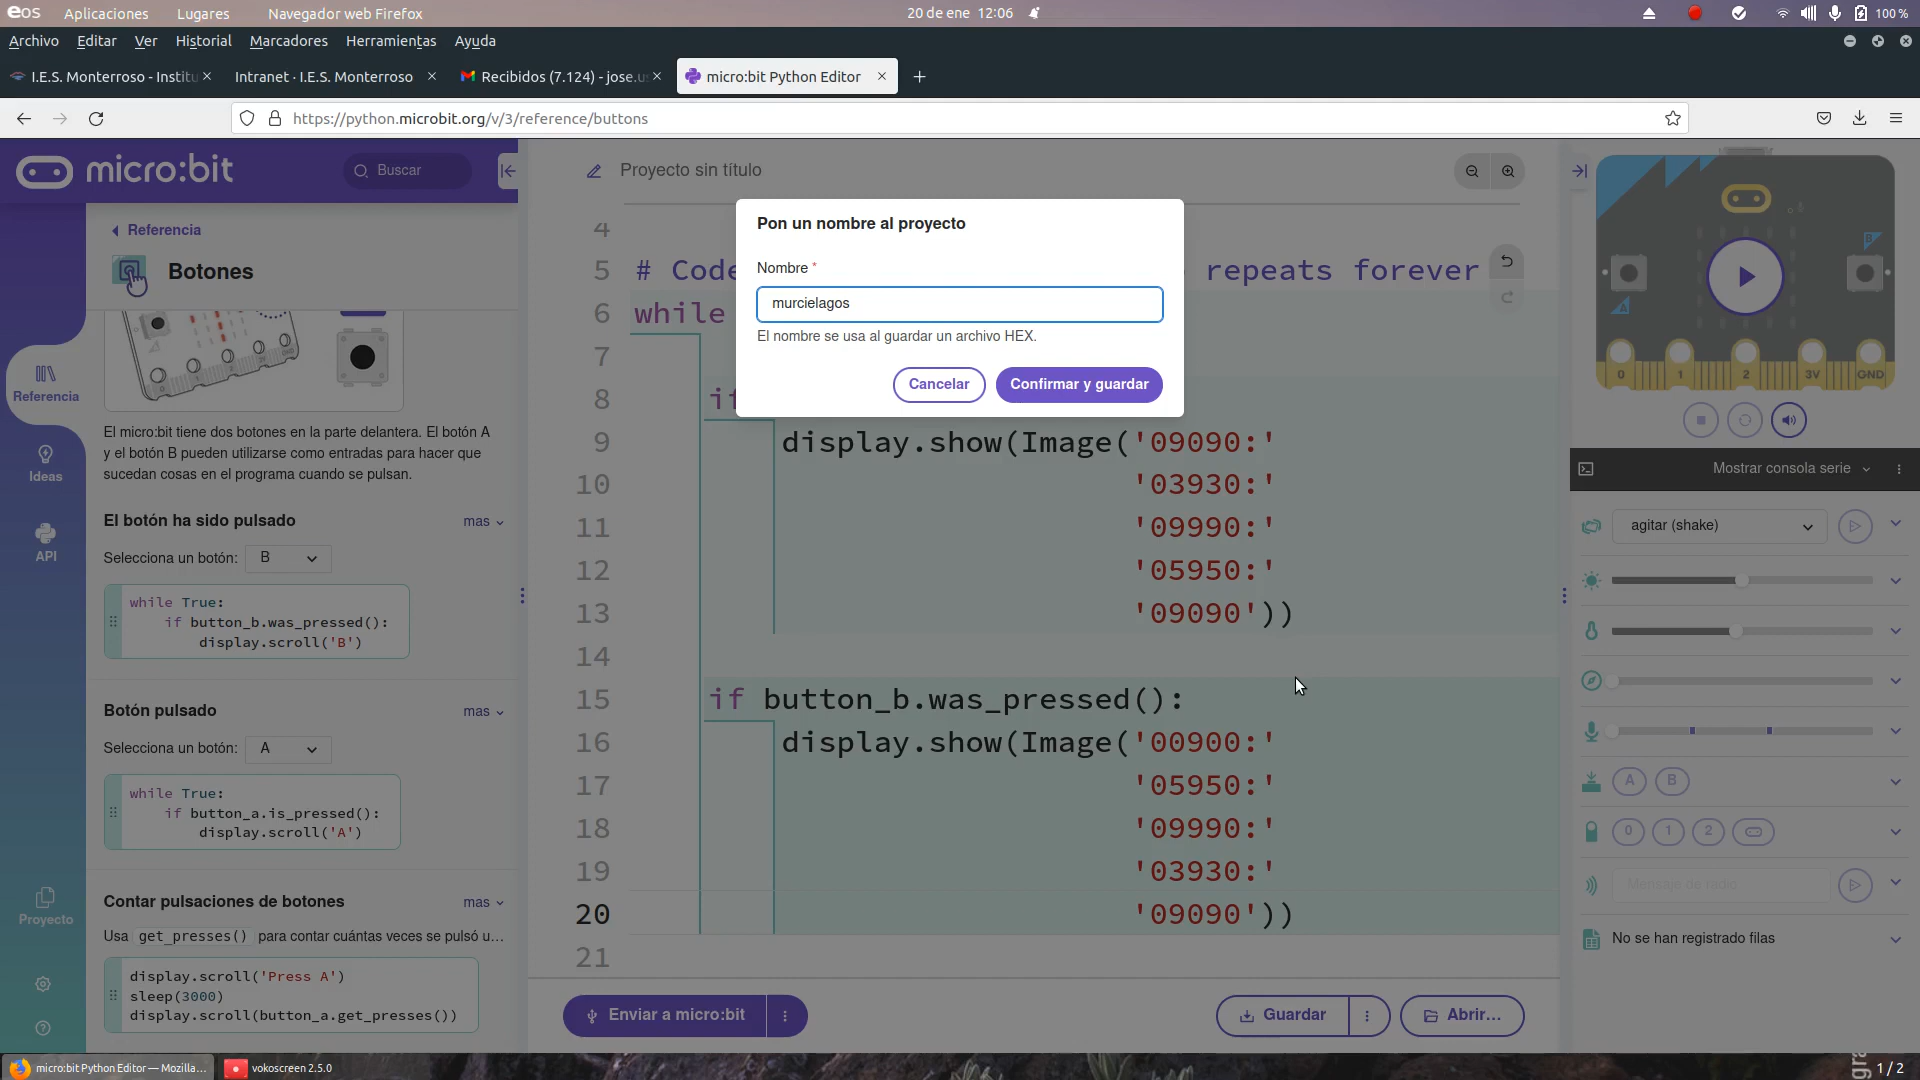 eos Aplicaciones Lugares Navegador web Firefox 20 de ene 12:06 100 %
Archivo Editar Ver Historial Marcadores Herramientas Ayuda
I.E.S. Monterroso - Institu Intranet · I.E.S. Monterroso Recibidos (7.124) - jose.u micro:bit Python Editor
https://python.microbit.org/v/3/reference/buttons
micro:bit
Buscar
Referencia
Botones
Referencia
Ideas
API
Proyecto
El micro:bit tiene dos botones en la parte delantera. El botón A
y el botón B pueden utilizarse como entradas para hacer que
sucedan cosas en el programa cuando se pulsan.
El botón ha sido pulsado mas
Selecciona un botón: B
while True:
if button_b.was_pressed():
display.scroll('B')
Botón pulsado mas
Selecciona un botón: A
while True:
if button_a.is_pressed():
display.scroll('A')
Contar pulsaciones de botones mas
Usa get_presses() para contar cuántas veces se pulsó u…
display.scroll('Press A')
sleep(3000)
display.scroll(button_a.get_presses())
Proyecto sin título
Pon un nombre al proyecto
Nombre *
murcielagos
El nombre se usa al guardar un archivo HEX.
Cancelar Confirmar y guardar
4
5 # Code repeats forever
6 while
7
8 if
9 display.show(Image('09090:'
10 '03930:'
11 '09990:'
12 '05950:'
13 '09090'))
14
15 if button_b.was_pressed():
16 display.show(Image('00900:'
17 '05950:'
18 '09990:'
19 '03930:'
20 '09090'))
21
Enviar a micro:bit Guardar Abrir...
A B
0 1 2 3V GND
Mostrar consola serie
agitar (shake)
A B
0 1 2
Mensaje de radio
No se han registrado filas
micro:bit Python Editor — Mozilla... vokoscreen 2.5.0 1 / 2